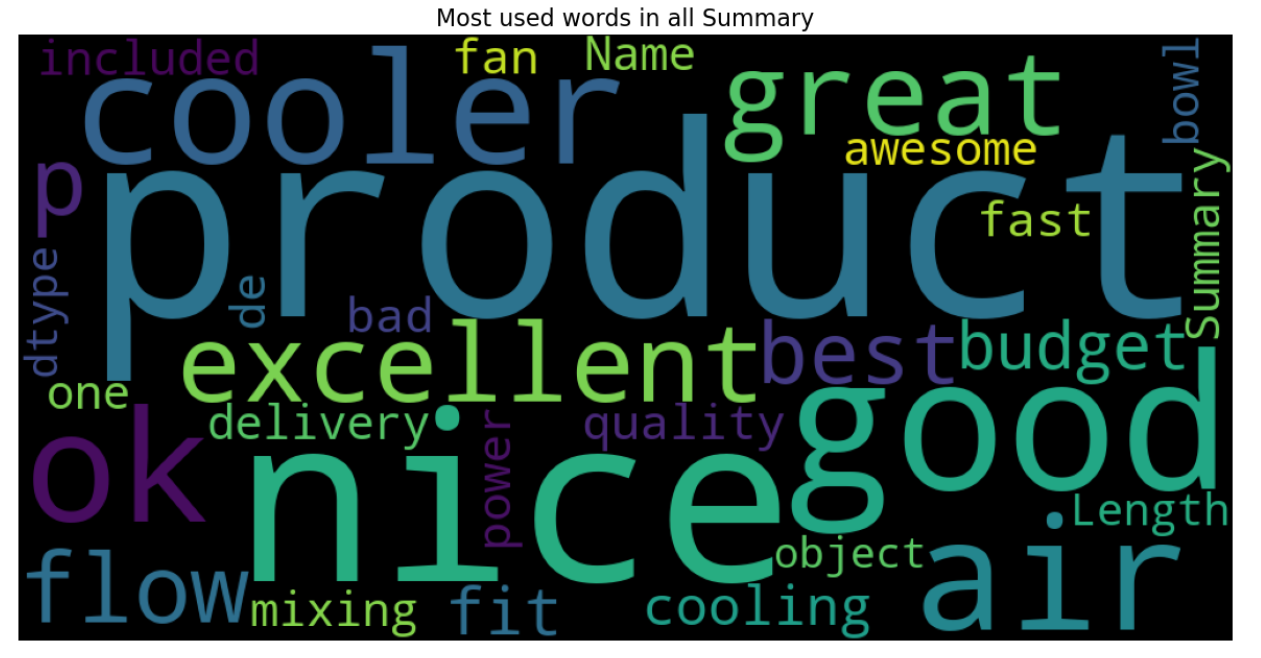 Most used words in all Summary
included
fan
Name
bowl
cooler
great
awesome
p
product
fast
Summary
dtype
de
bad
excellent
best
budget
one
delivery
quality
good
ok
nice
power
Length
flow
object
air
mixing
fit
cooling